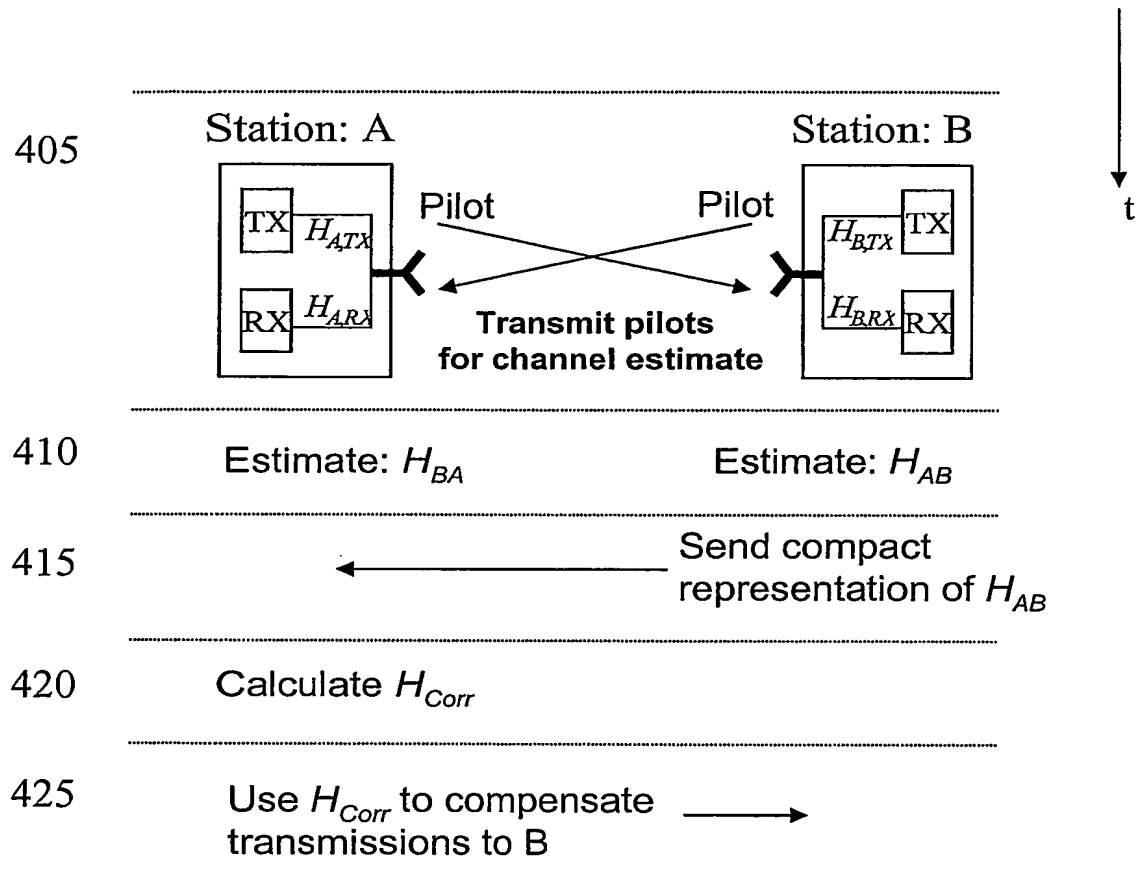 405
Station: A
Station: B
t
TX
H_{A,TX}
Pilot
Pilot
H_{B,TX}
TX
RX
H_{A,RX}
Transmit pilots
for channel estimate
H_{B,RX}
RX
410
Estimate: H_{BA}
Estimate: H_{AB}
415
Send compact
representation of H_{AB}
420
Calculate H_{Corr}
425
Use H_{Corr} to compensate
transmissions to B